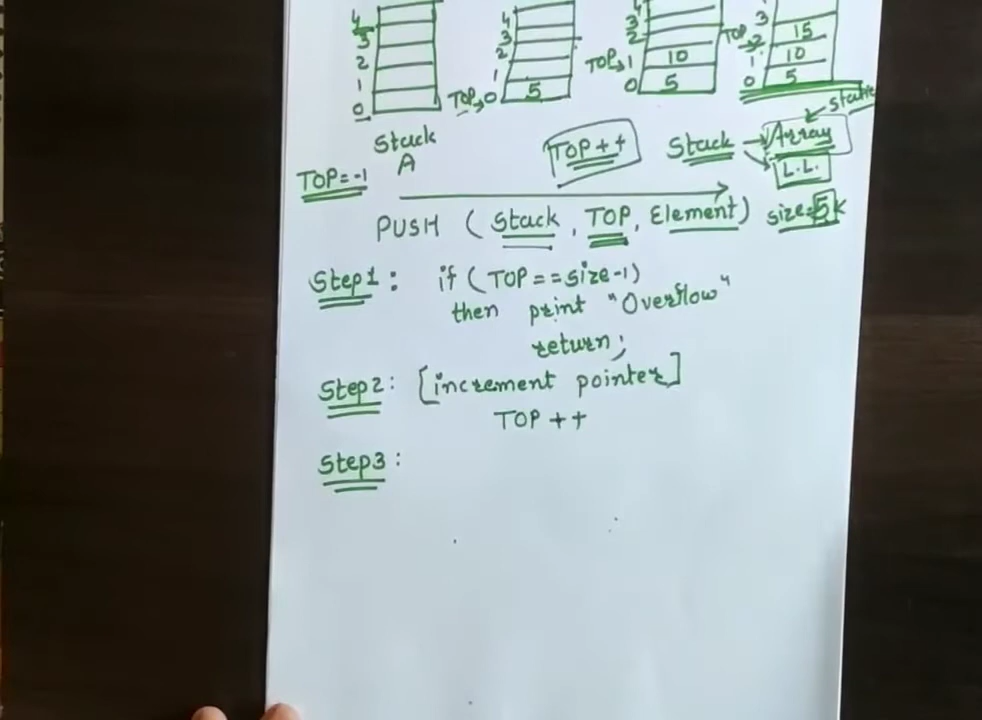 4 4 4 3
3 3 3 15
2 2 2 TOP→ 2
1 1 TOP→1 10 1 10
0 TOP→0 5 0 5 0 5
static
Stack TOP++ Stack → Array
A L.L.
TOP=-1
PUSH (Stack, TOP, Element) size=5
Step1: if (TOP==size-1)
then print "Overflow"
return;
Step2: [increment pointer]
TOP ++
Step3: